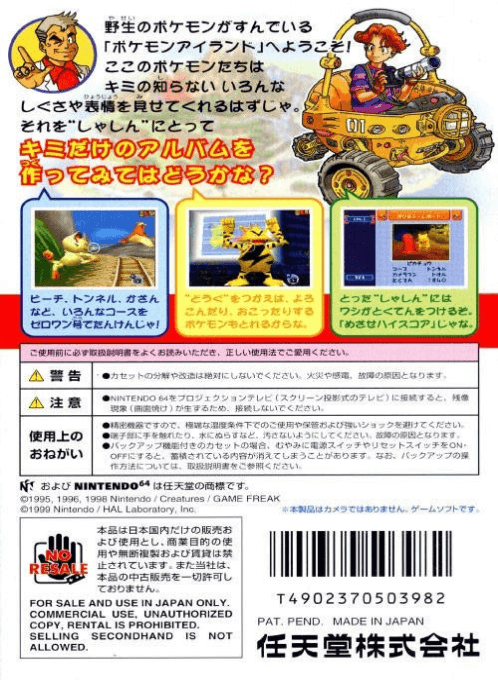 野生のポケモンがすんでいる
「ポケモンアイランド」へようこそ!
ここのポケモンたちは
キミの知らない いろんな
しぐさや表情を見せてくれるはずじゃ。
それを"しゃしん"にとって
キミだけのアルバムを
作ってみてはどうかな?
01
ビーチ、トンネル、かざん
など、いろんなコースを
ゼロワン号でたんけんじゃ!
"どうぐ"をつかえば、よろ
こんだり、おこったりする
ポケモンもとれるからな。
とった"しゃしん"には
ワシがとくてんをつけるぞ。
「めざせハイスコア」じゃな。
ご使用前に必ず取扱説明書をよくお読みいただき、正しい使用法でご愛用ください。
警告
●カセットの分解や改造は絶対にしないでください。火災や感電、故障の原因となります。
注意
●NINTENDO 64をプロジェクションテレビ(スクリーン投影式のテレビ)に接続すると、残像
現象(画面焼け)が生ずるため、接続しないでください。
使用上の
おねがい
●精密機器ですので、極端な温度条件下でのご使用や保管および強いショックを避けてください。
●端子部に手を触れたり、水にぬらすなど、汚さないようにしてください。故障の原因となります。
●バックアップ機能付きのカセットの場合、むやみに電源スイッチやリセットスイッチをON-
OFFにすると、蓄積されている内容が消えてしまうことがあります。なお、バックアップの操
作方法については、取扱説明書をご参照ください。
および NINTENDO64 は任天堂の商標です。
©1995, 1996, 1998 Nintendo / Creatures / GAME FREAK
©1999 Nintendo / HAL Laboratory, Inc.
※本製品はカメラではありません。ゲームソフトです。
NO
RESALE
本品は日本国内だけの販売お
よび使用とし、商業目的の使
用や無断複製および賃貸は禁
止されています。また当社は、
本品の中古販売を一切許可し
ておりません。
FOR SALE AND USE IN JAPAN ONLY.
COMMERCIAL USE, UNAUTHORIZED
COPY, RENTAL IS PROHIBITED.
SELLING SECONDHAND IS NOT
ALLOWED.
T4902370503982
PAT. PEND. MADE IN JAPAN
任天堂株式会社